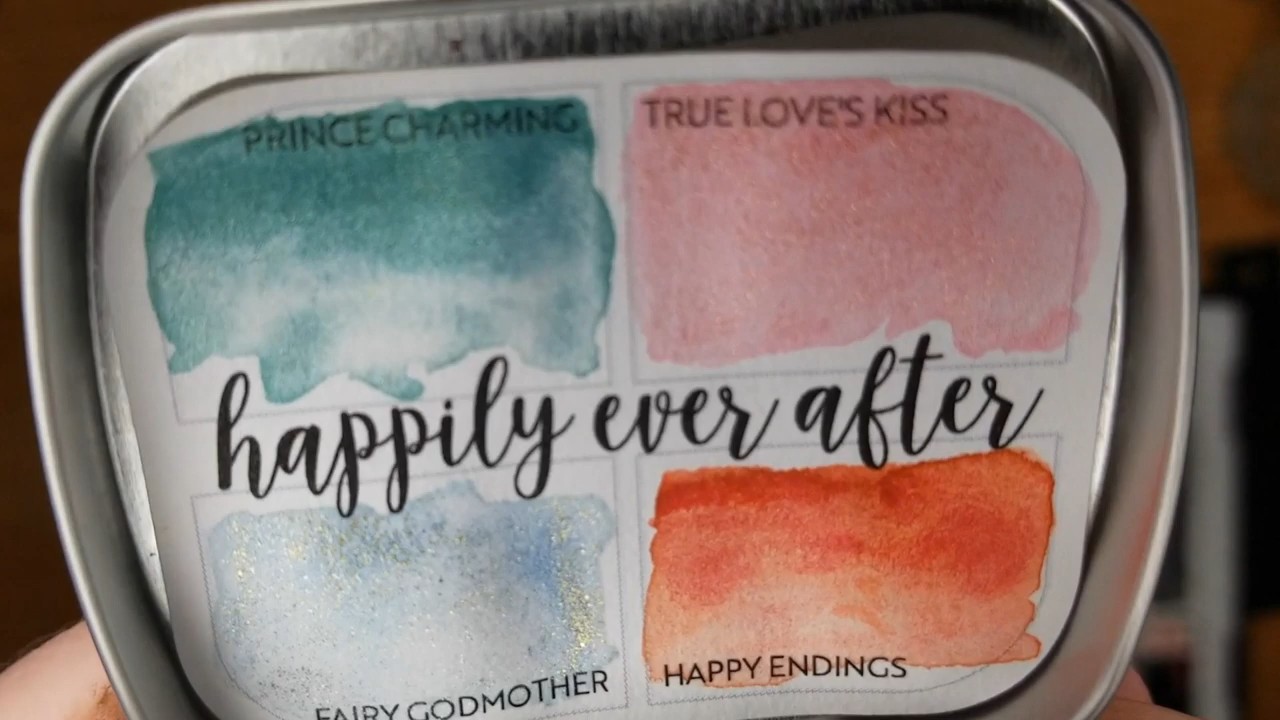 PRINCE CHARMING
TRUE LOVE'S KISS
happily ever after
FAIRY GODMOTHER
HAPPY ENDINGS